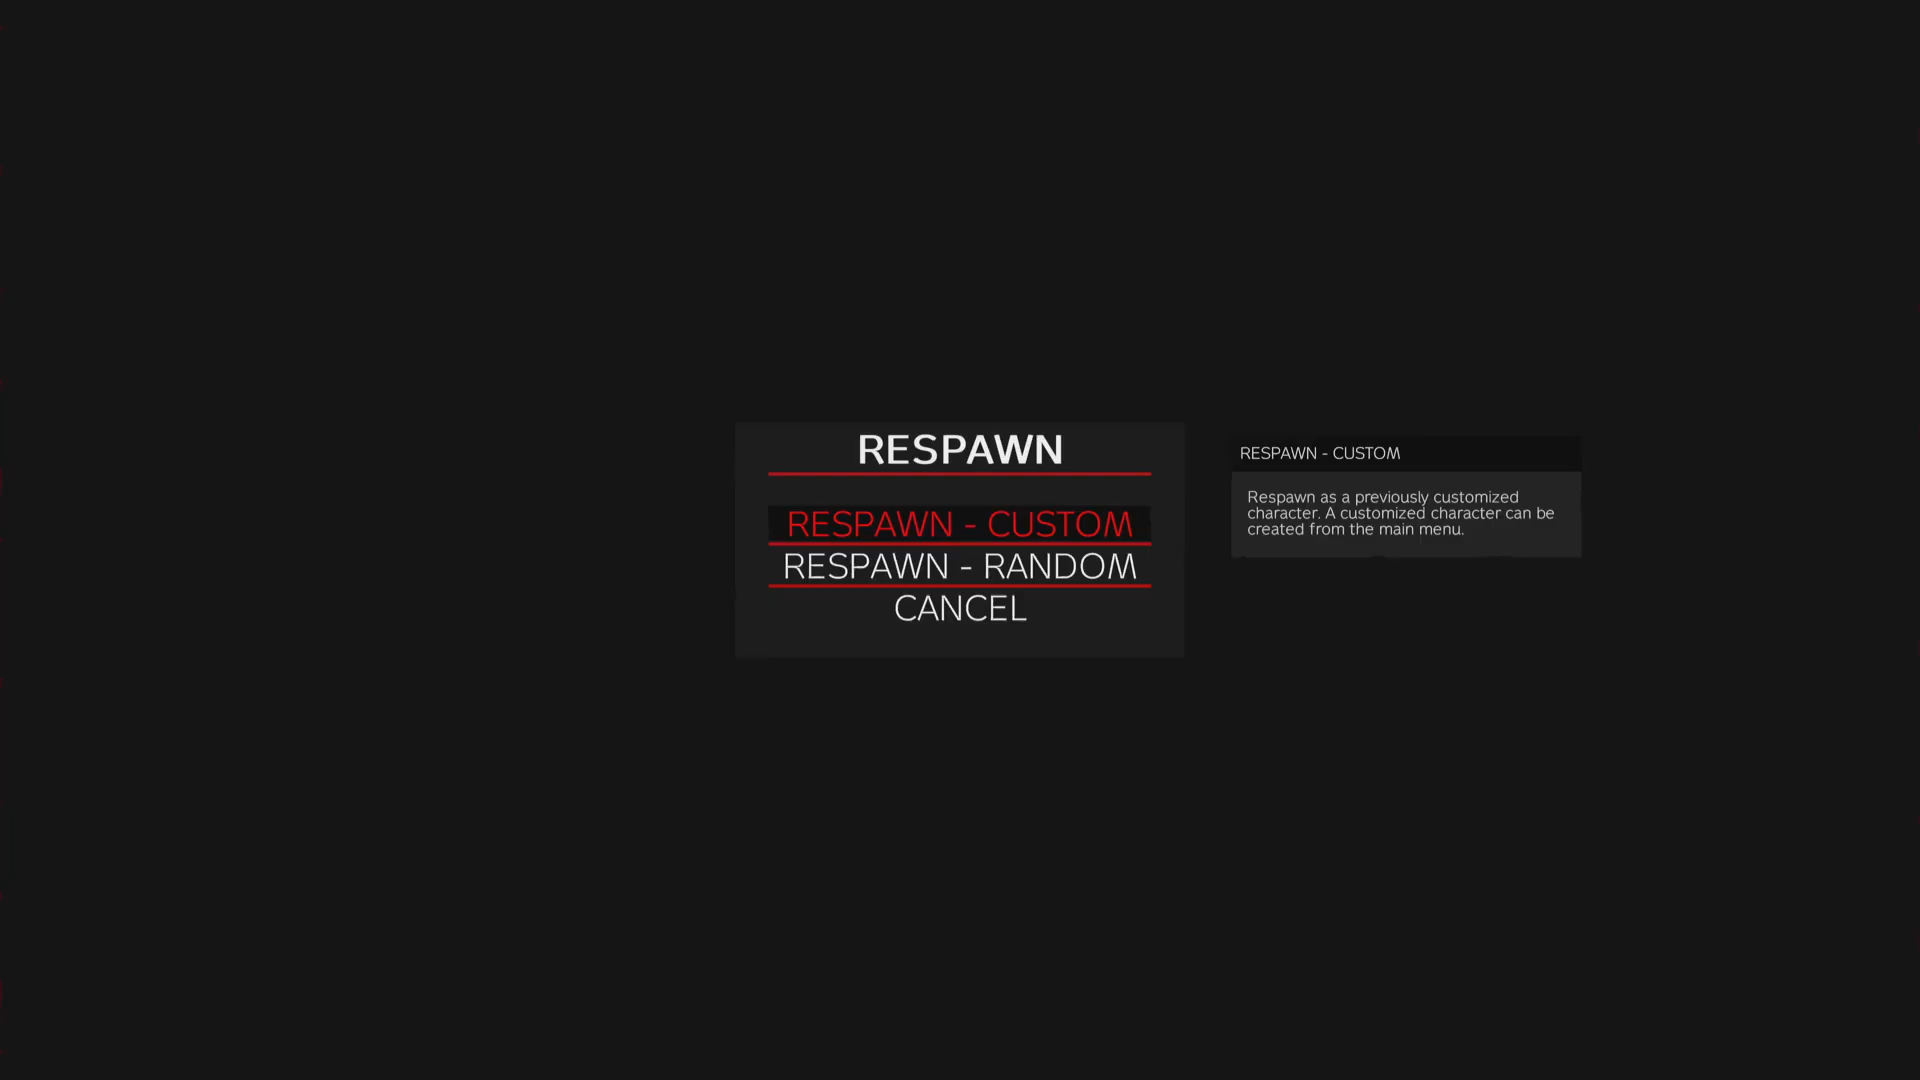 RESPAWN
RESPAWN - CUSTOM
RESPAWN - RANDOM
CANCEL
RESPAWN - CUSTOM
Respawn as a previously customized
character. A customized character can be
created from the main menu.